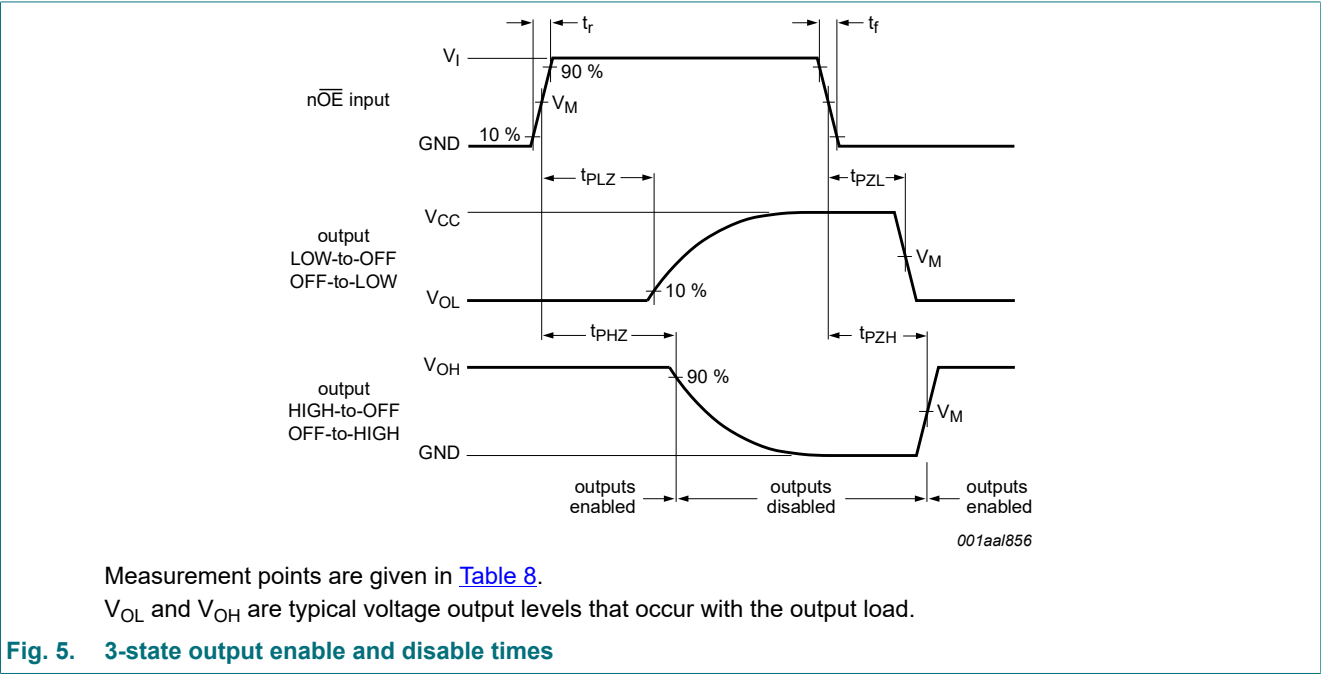 tr
tf
VI
90 %
nOE input
VM
10 %
GND
tPLZ
tPZL
VCC
output
LOW-to-OFF
OFF-to-LOW
VM
10 %
VOL
tPHZ
tPZH
VOH
90 %
output
HIGH-to-OFF
OFF-to-HIGH
VM
GND
outputs
enabled
outputs
disabled
outputs
enabled
001aal856
Measurement points are given in Table 8.
VOL and VOH are typical voltage output levels that occur with the output load.
Fig. 5. 3-state output enable and disable times